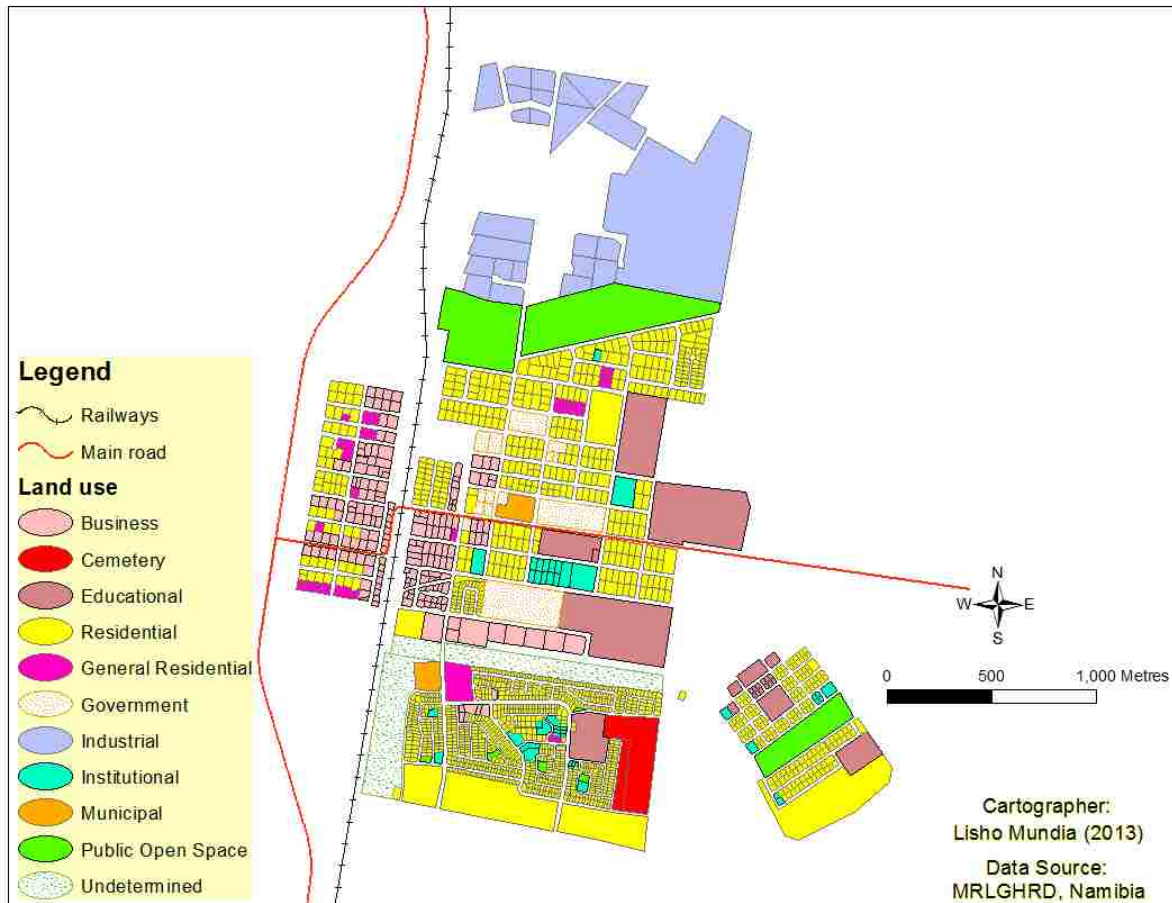 Legend
Railways
Main road
Land use
Business
Cemetery
Educational
Residential
General Residential
Government
Industrial
Institutional
Municipal
Public Open Space
Undetermined
N
W E
S
0 500 1,000 Metres
Cartographer:
Lisho Mundia (2013)
Data Source:
MRLGHRD, Namibia